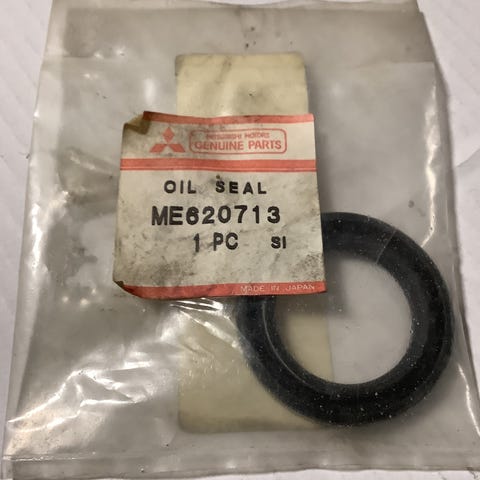 MITSUBISHI MOTORS
GENUINE PARTS
OIL SEAL
ME620713
1 PC SI
MADE IN JAPAN